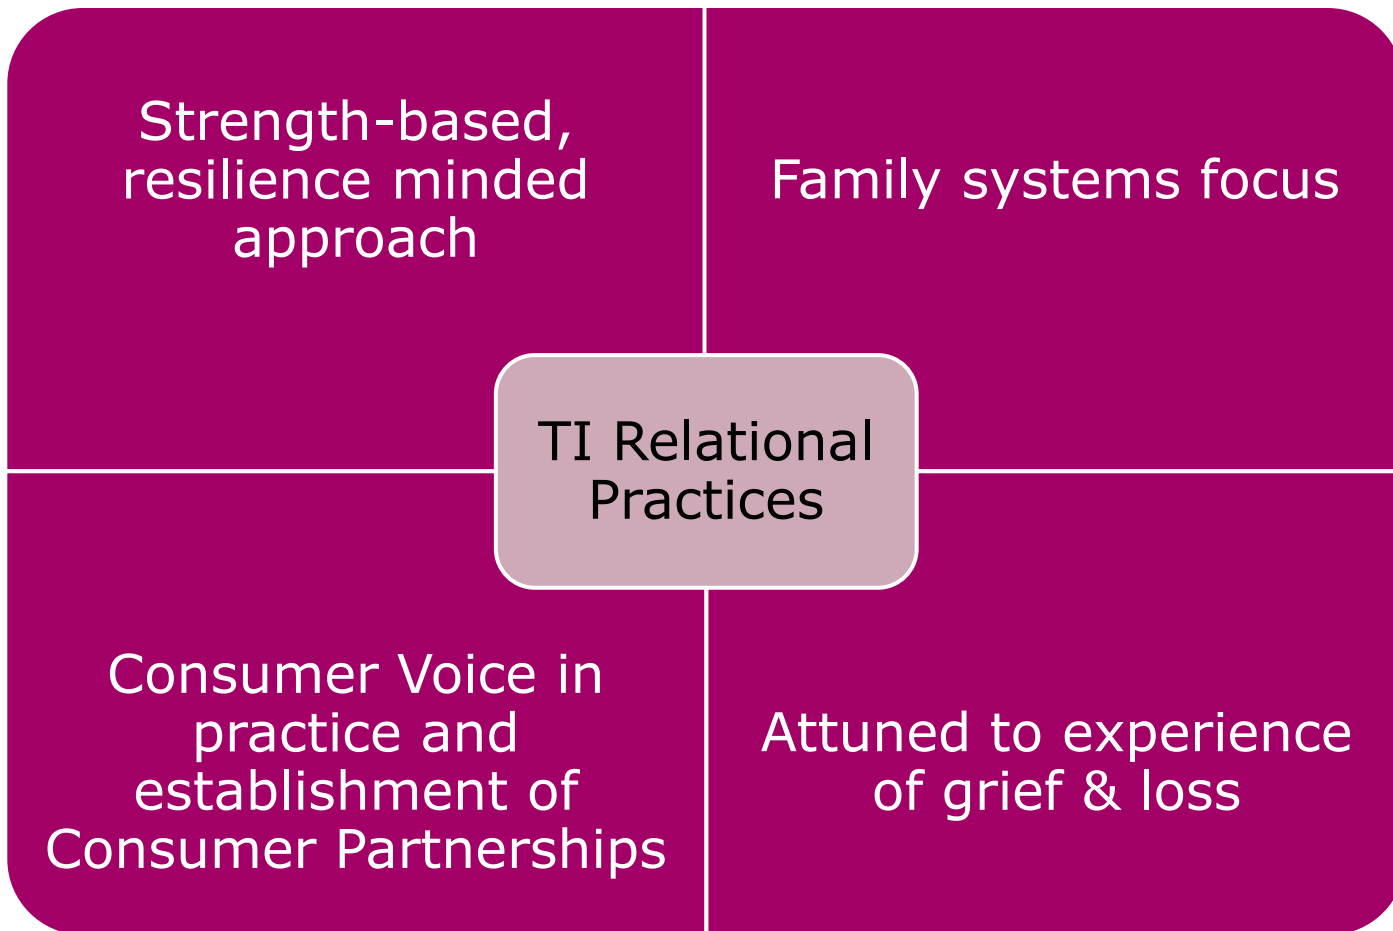 Strength-based,
resilience minded
approach
Family systems focus
TI Relational
Practices
Consumer Voice in
practice and
establishment of
Consumer Partnerships
Attuned to experience
of grief & loss